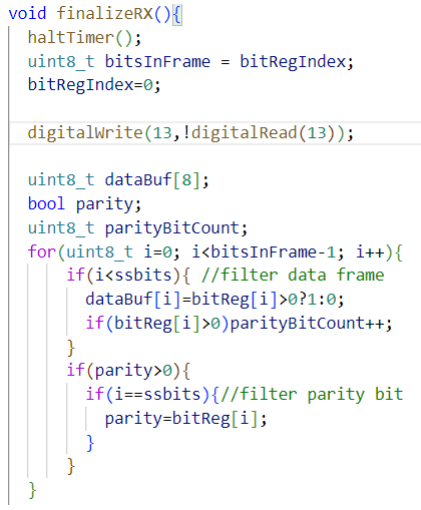 void finalizeRX(){
haltTimer();
uint8_t bitsInFrame = bitRegIndex;
bitRegIndex=0;
digitalWrite(13,!digitalRead(13));
uint8_t dataBuf[8];
bool parity;
uint8_t parityBitCount;
for(uint8_t i=0; i<bitsInFrame-1; i++){
if(i<ssbits){ //filter data frame
dataBuf[i]=bitReg[i]>0?1:0;
if(bitReg[i]>0)parityBitCount++;
}
if(parity>0){
if(i==ssbits){//filter parity bit
parity=bitReg[i];
}
}
}